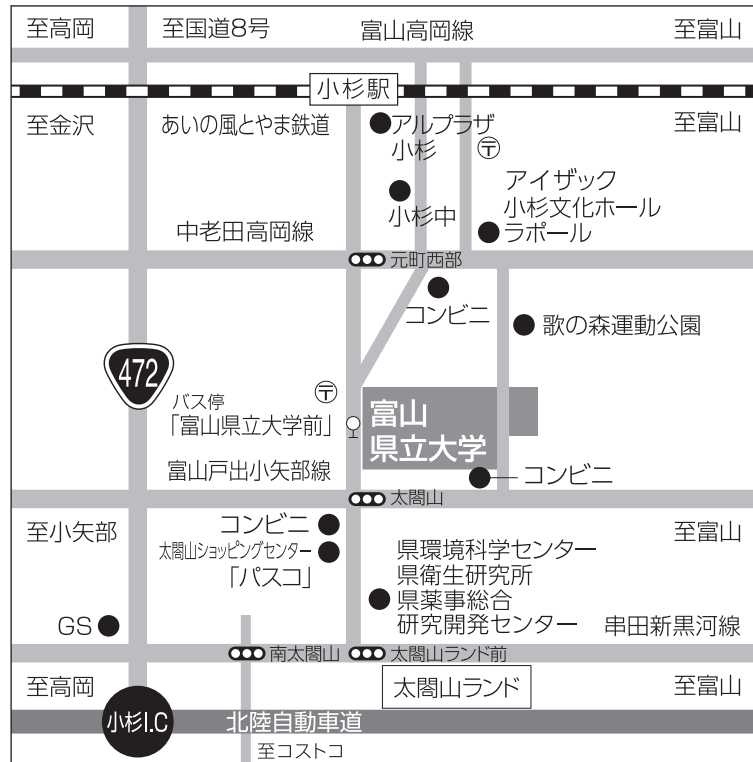 至高岡
至国道8号
富山高岡線
至富山
小杉駅
至金沢
あいの風とやま鉄道
アルプラザ
小杉
〒
至富山
アイザック
小杉文化ホール
ラポール
小杉中
中老田高岡線
元町西部
コンビニ
歌の森運動公園
472
〒
バス停
「富山県立大学前」
富山
県立大学
富山戸出小矢部線
コンビニ
太閤山
至小矢部
コンビニ
太閤山ショッピングセンター
「パスコ」
至富山
県環境科学センター
県衛生研究所
県薬事総合
研究開発センター
GS
串田新黒河線
南太閤山
太閤山ランド前
至高岡
太閤山ランド
至富山
小杉I.C
北陸自動車道
至コストコ